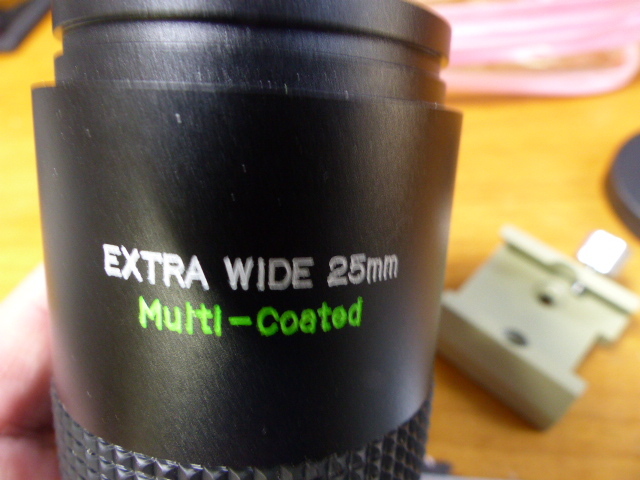 EXTRA WIDE 25mm
Multi-Coated